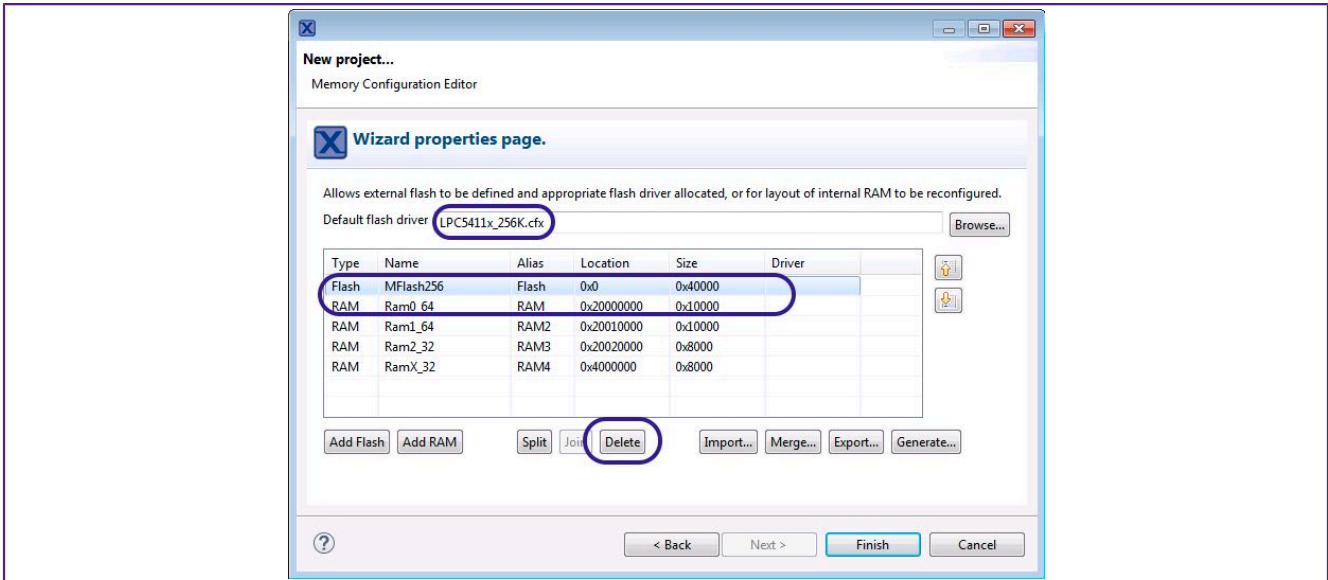 New project...
Memory Configuration Editor
Wizard properties page.
Allows external flash to be defined and appropriate flash driver allocated, or for layout of internal RAM to be reconfigured.
Default flash driver LPC5411x_256K.cfx Browse...
Type Name Alias Location Size Driver
Flash MFlash256 Flash 0x0 0x40000
RAM Ram0_64 RAM 0x20000000 0x10000
RAM Ram1_64 RAM2 0x20010000 0x10000
RAM Ram2_32 RAM3 0x20020000 0x8000
RAM RamX_32 RAM4 0x4000000 0x8000
Add Flash Add RAM Split Join Delete Import... Merge... Export... Generate...
< Back Next > Finish Cancel